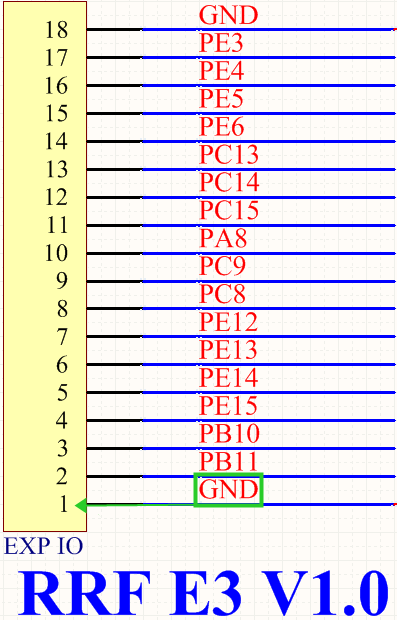 GND
18
PE3
17
PE4
16
PE5
15
PE6
14
PC13
13
PC14
12
PC15
11
PA8
10
PC9
9
PC8
8
PE12
7
PE13
6
PE14
5
PE15
4
PB10
3
PB11
2
GND
1
EXP IO
RRF E3 V1.0